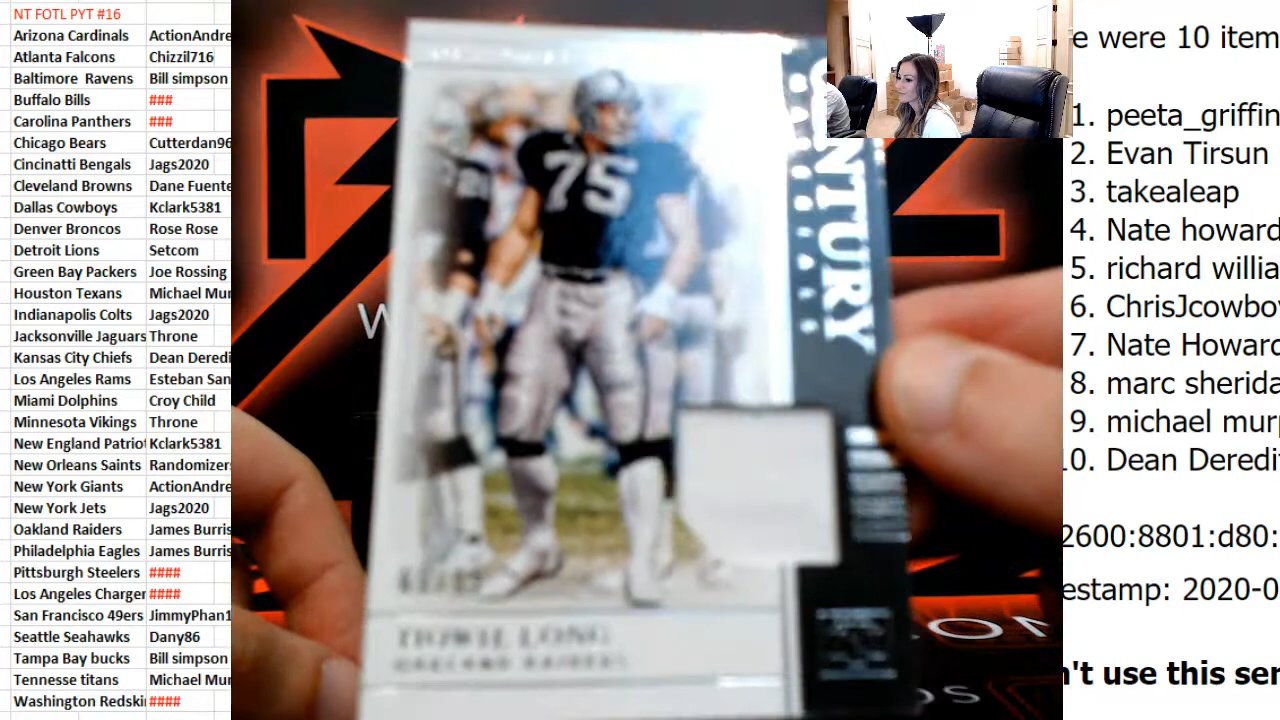 NT FOTL PYT #16
Arizona Cardinals ActionAndre
Atlanta Falcons Chizzil716
Baltimore Ravens Bill simpson
Buffalo Bills ###
Carolina Panthers ###
Chicago Bears Cutterdan96
Cincinatti Bengals Jags2020
Cleveland Browns Dane Fuente
Dallas Cowboys Kclark5381
Denver Broncos Rose Rose
Detroit Lions Setcom
Green Bay Packers Joe Rossing
Houston Texans Michael Mur
Indianapolis Colts Jags2020
Jacksonville Jaguars Throne
Kansas City Chiefs Dean Deredi
Los Angeles Rams Esteban San
Miami Dolphins Croy Child
Minnesota Vikings Throne
New England Patriot Kclark5381
New Orleans Saints Randomizer
New York Giants ActionAndre
New York Jets Jags2020
Oakland Raiders James Burris
Philadelphia Eagles James Burris
Pittsburgh Steelers ####
Los Angeles Charger ####
San Francisco 49ers JimmyPhan1
Seattle Seahawks Dany86
Tampa Bay bucks Bill simpson
Tennesse titans Michael Mur
Washington Redski ####
75
NTURY
HOWIE LONG
OAKLAND RAIDERS
e were 10 item
1. peeta_griffin
2. Evan Tirsun
3. takealeap
4. Nate howard
5. richard willia
6. ChrisJcowbo
7. Nate Howard
8. marc sherida
9. michael mur
10. Dean Deredi
2600:8801:d80:
estamp: 2020-0
n't use this ser